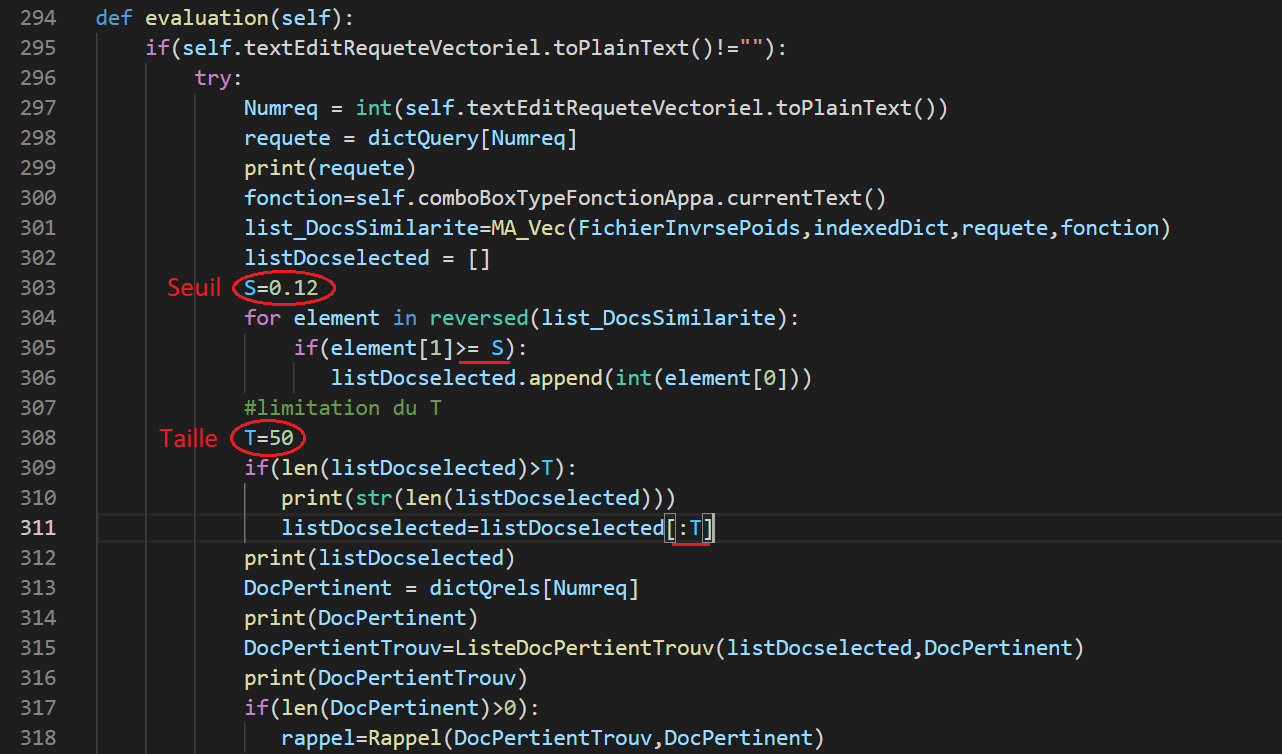 294 def evaluation(self):
295 if(self.textEditRequeteVectoriel.toPlainText()!=""):
296 try:
297 Numreq = int(self.textEditRequeteVectoriel.toPlainText())
298 requete = dictQuery[Numreq]
299 print(requete)
300 fonction=self.comboBoxTypeFonctionAppa.currentText()
301 list_DocsSimilarite=MA_Vec(FichierInvrsePoids,indexedDict,requete,fonction)
302 listDocselected = []
303 Seuil S=0.12
304 for element in reversed(list_DocsSimilarite):
305 if(element[1]>= S):
306 listDocselected.append(int(element[0]))
307 #limitation du T
308 Taille T=50
309 if(len(listDocselected)>T):
310 print(str(len(listDocselected)))
311 listDocselected=listDocselected[:T]
312 print(listDocselected)
313 DocPertinent = dictQrels[Numreq]
314 print(DocPertinent)
315 DocPertientTrouv=ListeDocPertientTrouv(listDocselected,DocPertinent)
316 print(DocPertientTrouv)
317 if(len(DocPertinent)>0):
318 rappel=Rappel(DocPertientTrouv,DocPertinent)